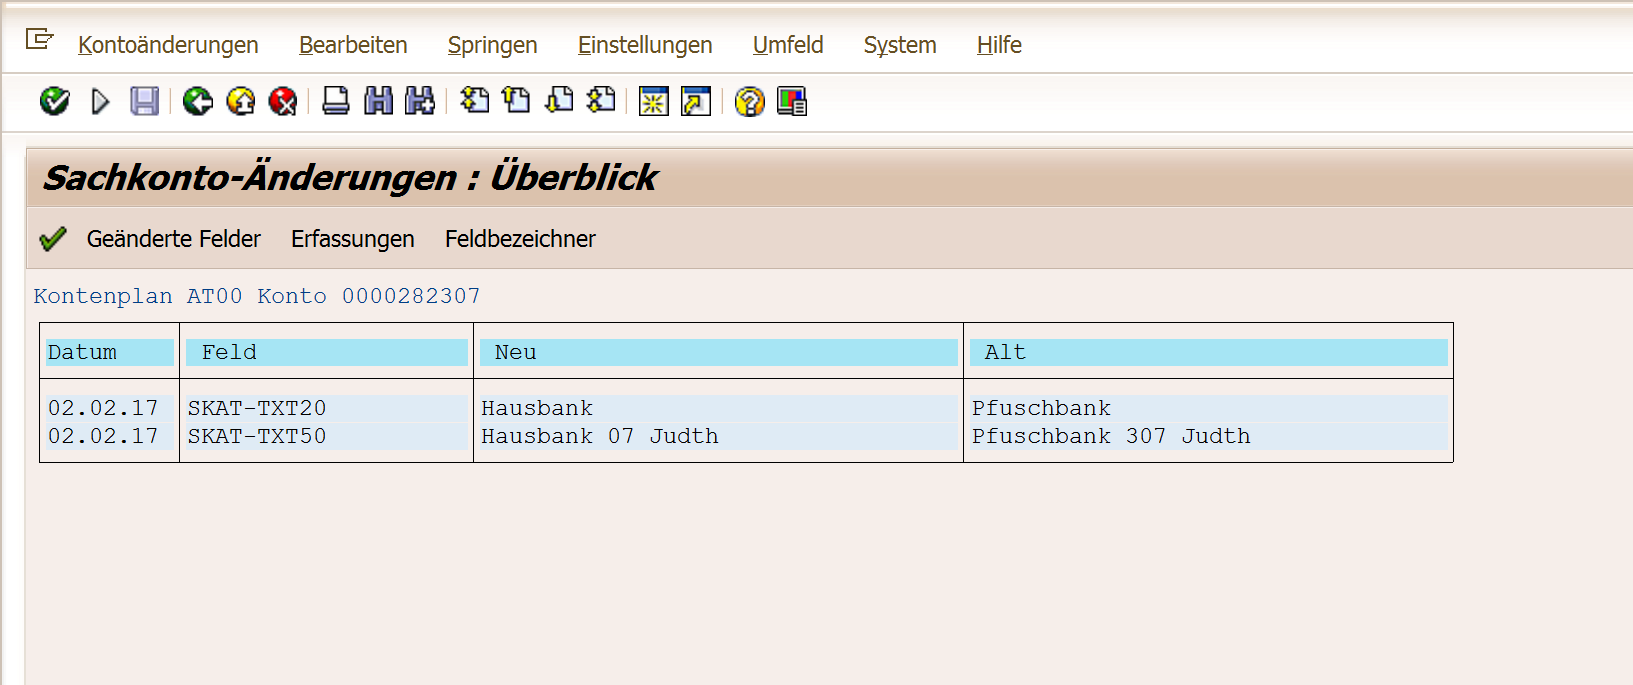 Kontoänderungen Bearbeiten Springen Einstellungen Umfeld System Hilfe
Sachkonto-Änderungen : Überblick
Geänderte Felder Erfassungen Feldbezeichner
Kontenplan AT00 Konto 0000282307
Datum Feld Neu Alt
02.02.17 SKAT-TXT20 Hausbank Pfuschbank
02.02.17 SKAT-TXT50 Hausbank 07 Judth Pfuschbank 307 Judth